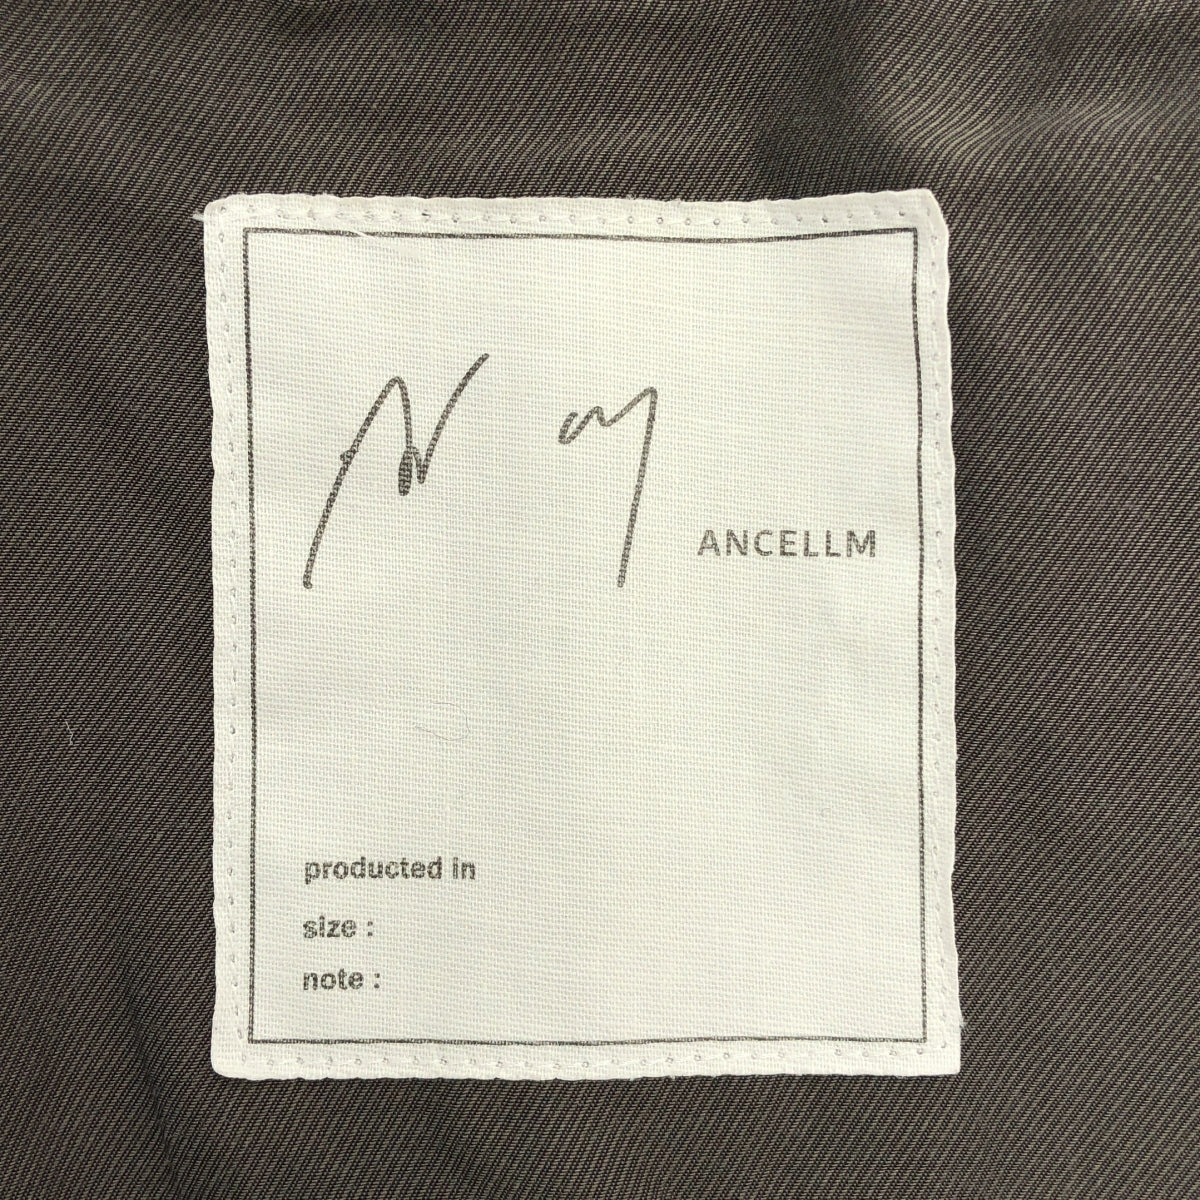 ANCELLM
producted in
size :
note :